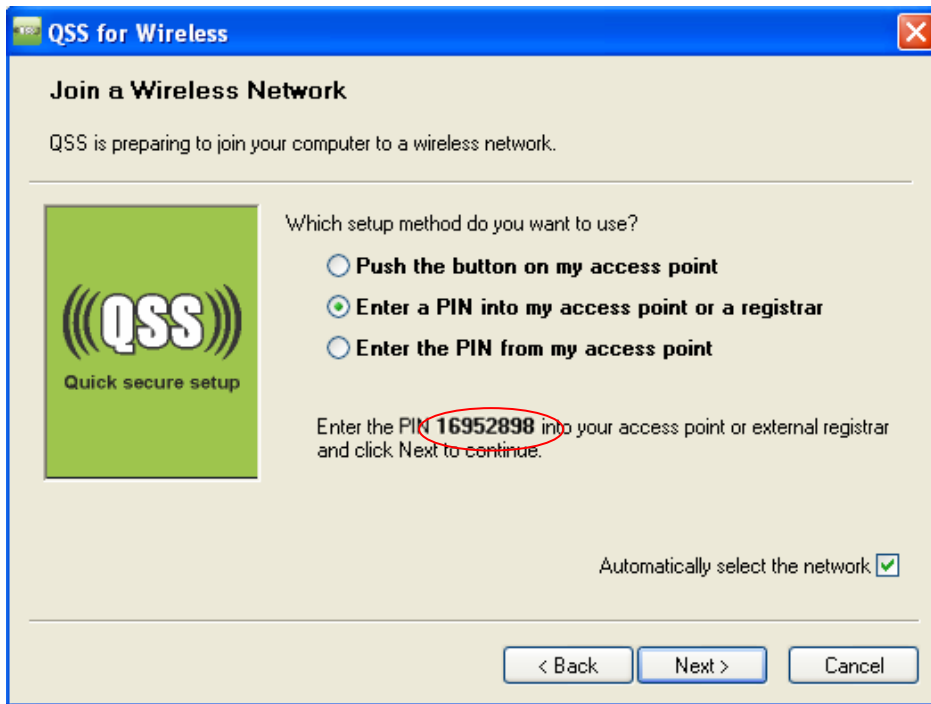 QSS for Wireless
Join a Wireless Network
QSS is preparing to join your computer to a wireless network.
Which setup method do you want to use?
Push the button on my access point
Enter a PIN into my access point or a registrar
Enter the PIN from my access point
QSS
Quick secure setup
Enter the PIN 16952898 into your access point or external registrar
and click Next to continue.
Automatically select the network
< Back
Next >
Cancel